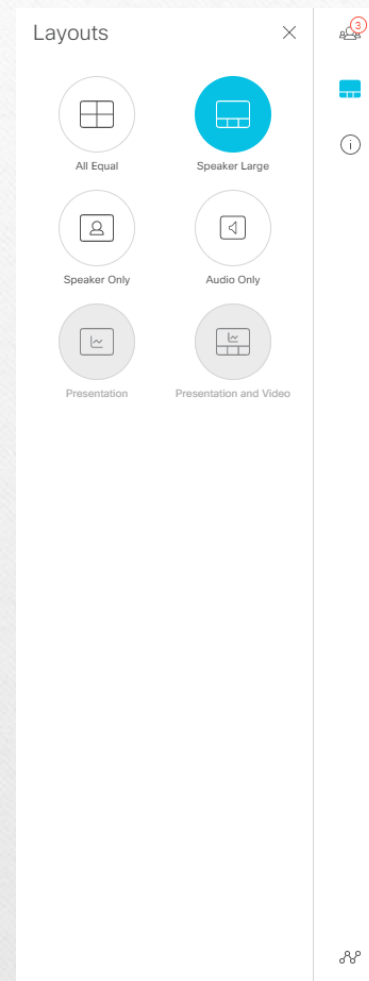 Layouts
3
All Equal
Speaker Large
Speaker Only
Audio Only
Presentation
Presentation and Video